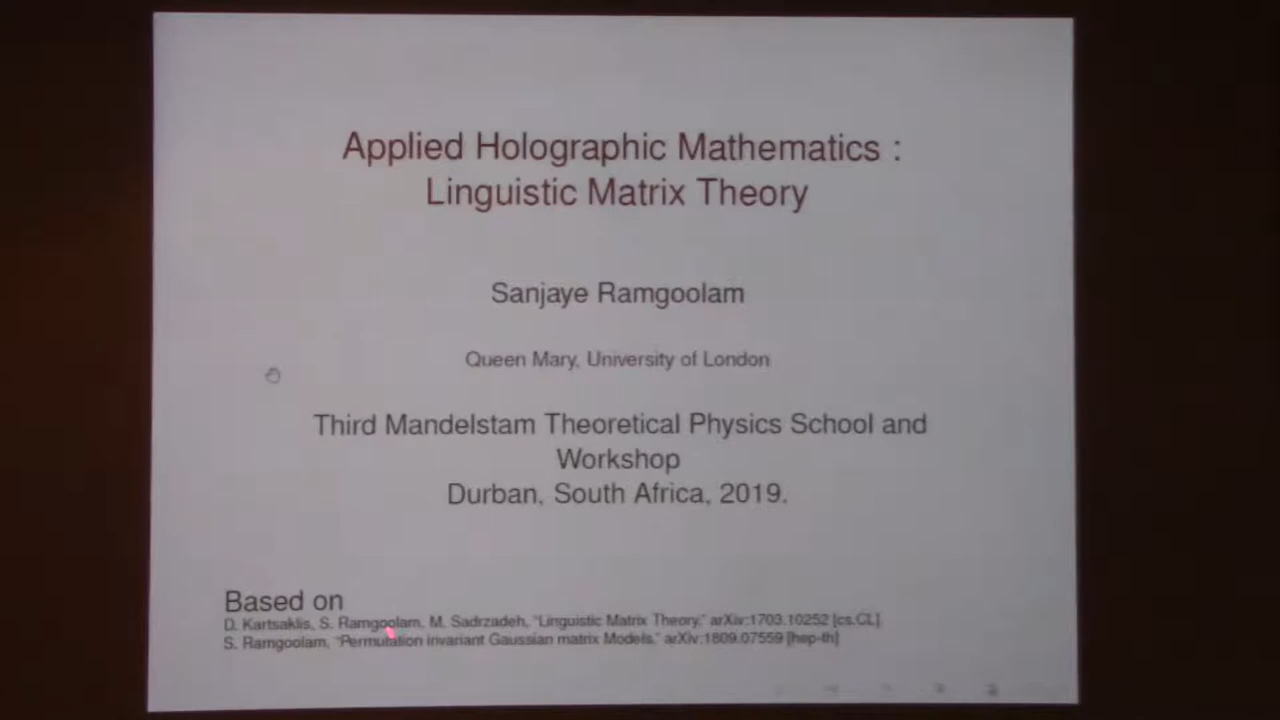 Applied Holographic Mathematics :
Linguistic Matrix Theory
Sanjaye Ramgoolam
Queen Mary, University of London
Third Mandelstam Theoretical Physics School and
Workshop
Durban, South Africa, 2019.
Based on
D. Kartsaklis, S. Ramgoolam, M. Sadrzadeh, "Linguistic Matrix Theory," arXiv:1703.10252 [cs.CL]
S. Ramgoolam, "Permutation invariant Gaussian matrix Models," arXiv:1809.07559 [hep-th]